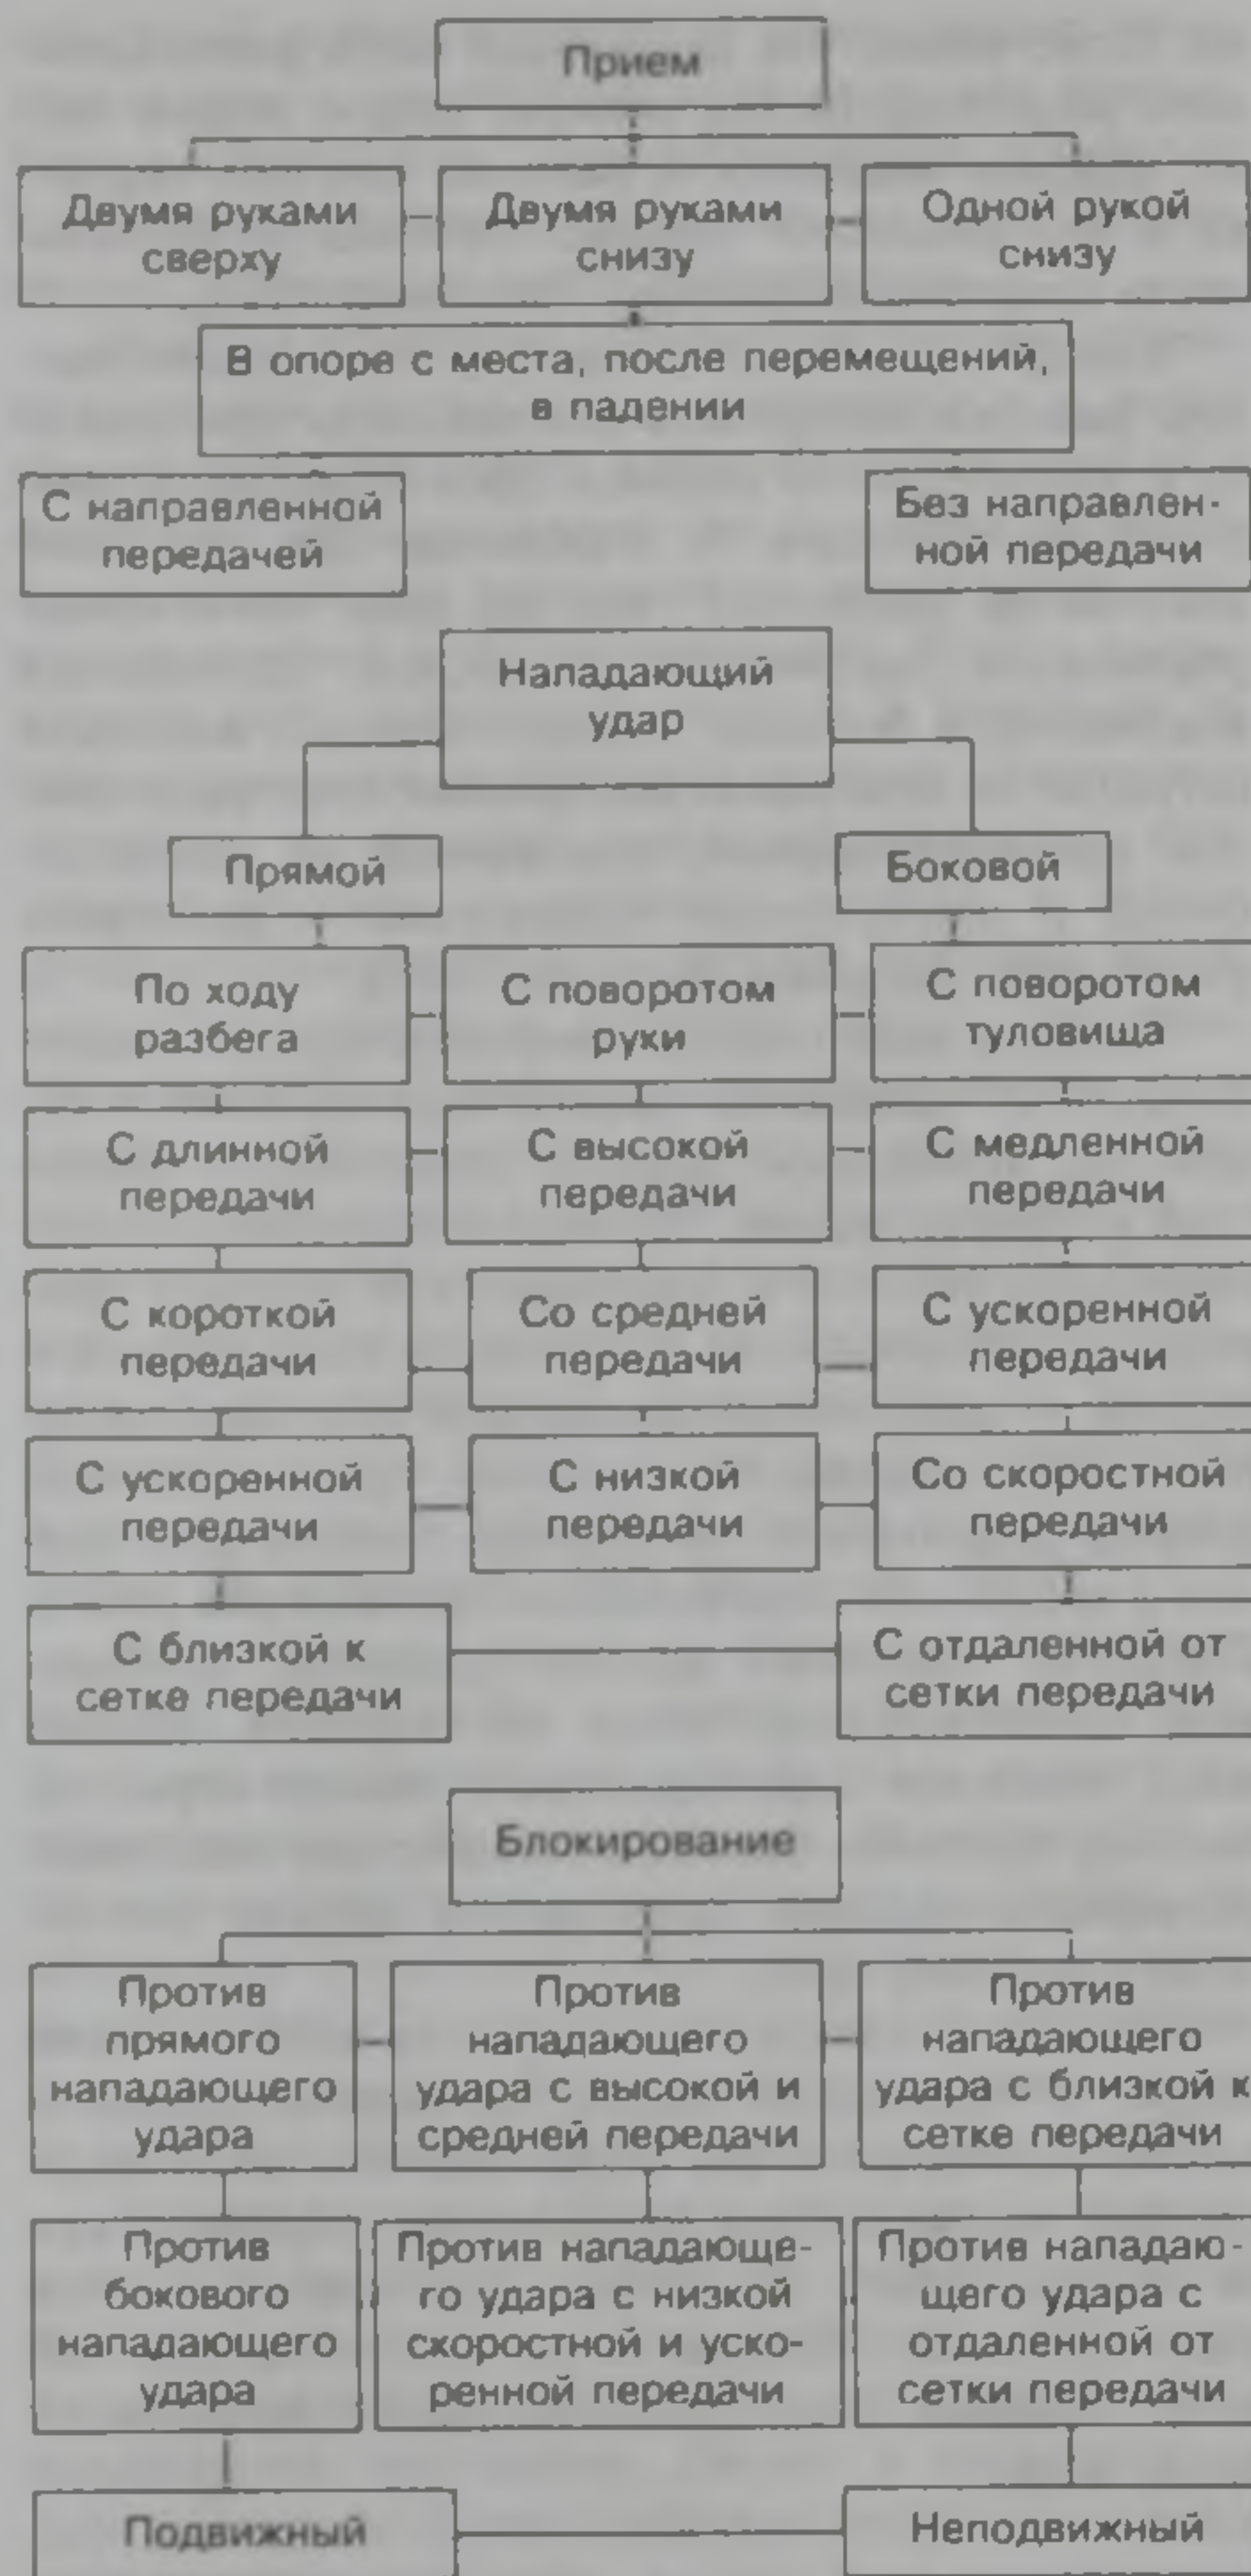 Прием
Двумя руками
сверху
Двумя руками
снизу
Одной рукой
снизу
В опоре с места, после перемещений,
в падении
С направленной
передачей
Без направлен-
ной передачи
Нападающий
удар
Прямой
Боковой
По ходу
разбега
С поворотом
руки
С поворотом
туловища
С длинной
передачи
С высокой
передачи
С медленной
передачи
С короткой
передачи
Со средней
передачи
С ускоренной
передачи
С ускоренной
передачи
С низкой
передачи
Со скоростной
передачи
С близкой к
сетке передачи
С отдаленной от
сетки передачи
Блокирование
Против
прямого
нападающего
удара
Против
нападающего
удара с высокой и
средней передачи
Против
нападающего
удара с близкой к
сетке передачи
Против
бокового
нападающего
удара
Против нападающе-
го удара с низкой
скоростной и уско-
ренной передачи
Против нападаю-
щего удара с
отдаленной от
сетки передачи
Подвижный
Неподвижный